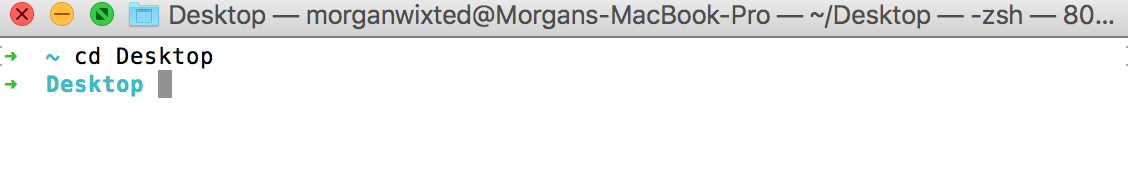 Desktop — morganwixted@Morgans-MacBook-Pro — ~/Desktop — -zsh — 80...
➜ ~ cd Desktop
➜ Desktop